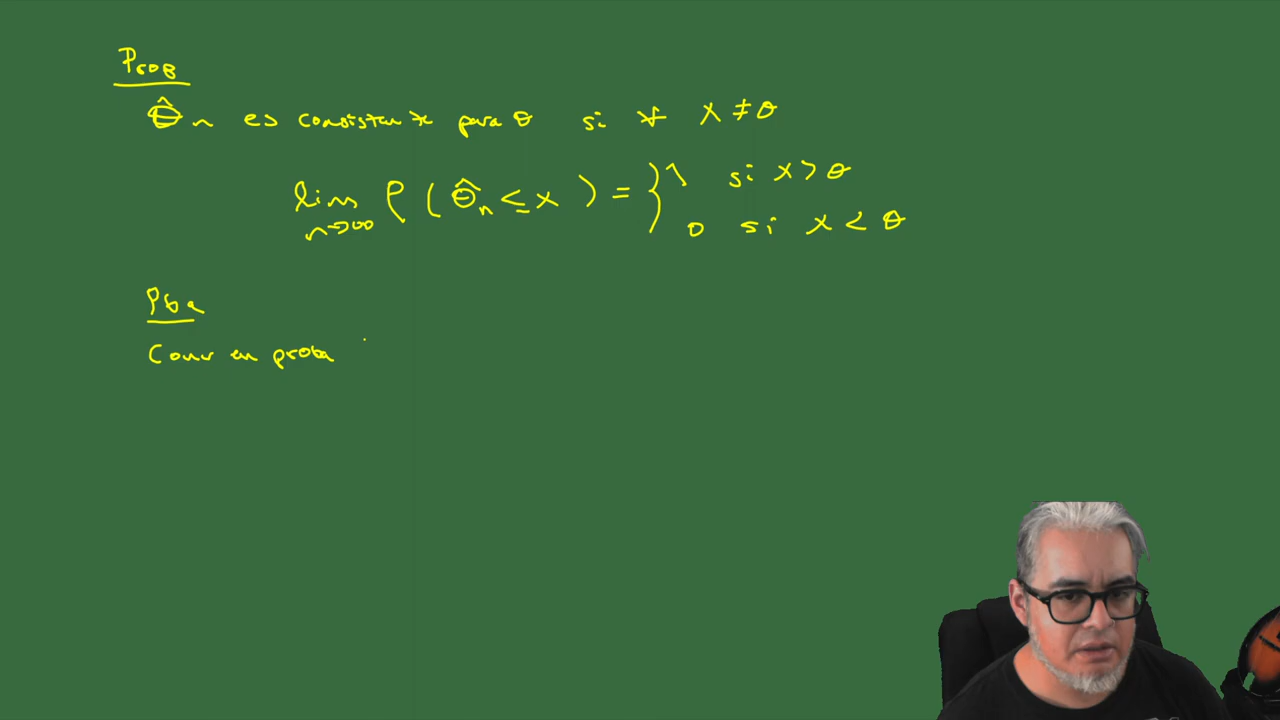 Prob
θ̂n es consistente para θ si ∀ x ≠ θ
lim n→∞ P ( θ̂n ≤ x ) = } 1 si x > θ
0 si x < θ
Pba
Conv en proba